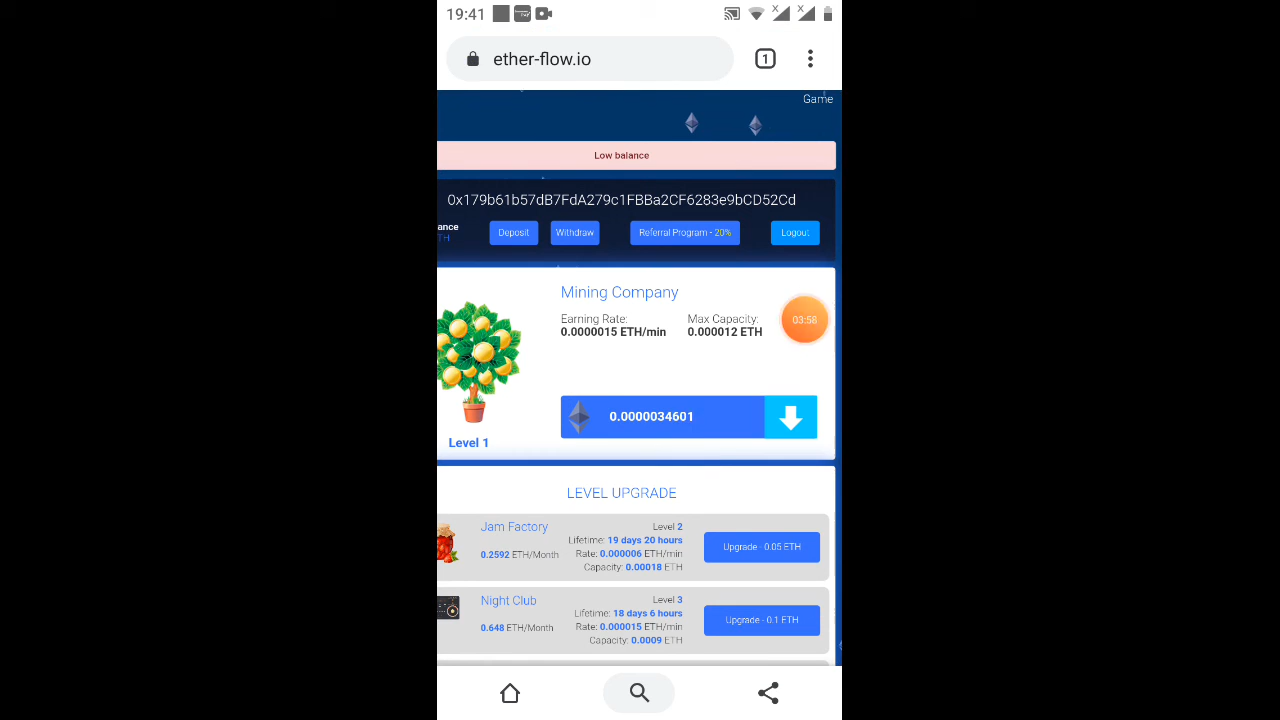 19:41
ether-flow.io
1
Game
Low balance
0x179b61b57dB7FdA279c1FBBa2CF6283e9bCD52Cd
ance
TH
Deposit
Withdraw
Referral Program - 20%
Logout
Mining Company
Earning Rate:
0.0000015 ETH/min
Max Capacity:
0.000012 ETH
03:58
0.0000034601
Level 1
LEVEL UPGRADE
Jam Factory
0.2592 ETH/Month
Level 2
Lifetime: 19 days 20 hours
Rate: 0.000006 ETH/min
Capacity: 0.00018 ETH
Upgrade - 0.05 ETH
Night Club
0.648 ETH/Month
Level 3
Lifetime: 18 days 6 hours
Rate: 0.000015 ETH/min
Capacity: 0.0009 ETH
Upgrade - 0.1 ETH